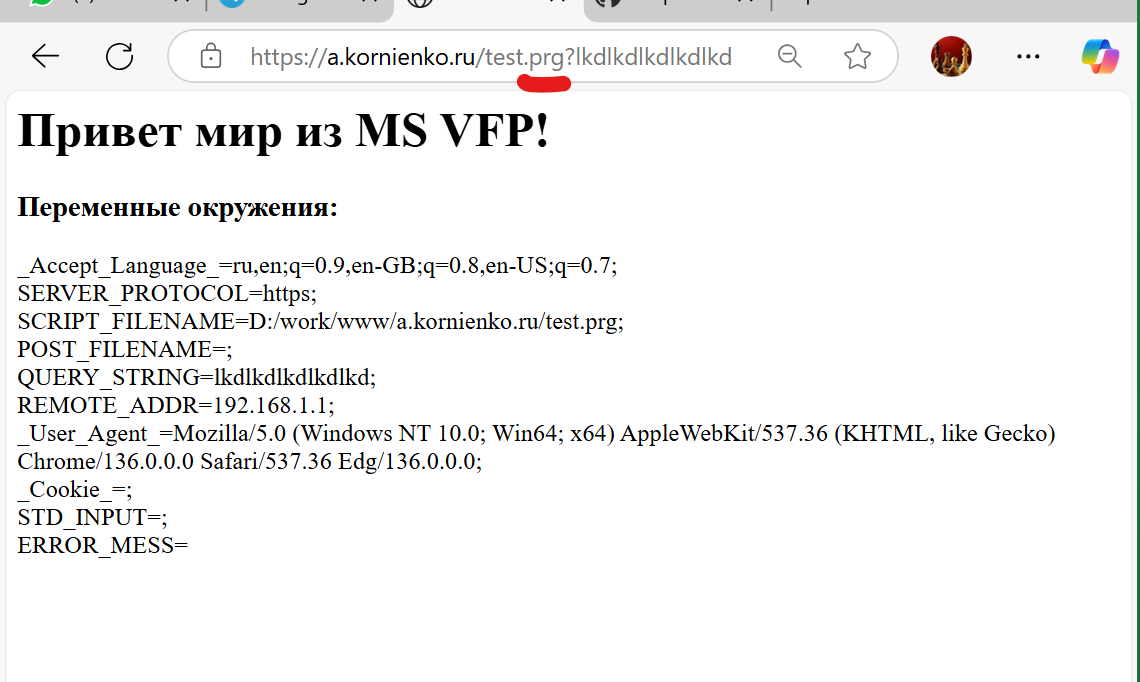 https://a.kornienko.ru/test.prg?lkdlkdlkdlkdlkd
Привет мир из MS VFP!
Переменные окружения:
_Accept_Language_=ru,en;q=0.9,en-GB;q=0.8,en-US;q=0.7;
SERVER_PROTOCOL=https;
SCRIPT_FILENAME=D:/work/www/a.kornienko.ru/test.prg;
POST_FILENAME=;
QUERY_STRING=lkdlkdlkdlkdlkd;
REMOTE_ADDR=192.168.1.1;
_User_Agent_=Mozilla/5.0 (Windows NT 10.0; Win64; x64) AppleWebKit/537.36 (KHTML, like Gecko)
Chrome/136.0.0.0 Safari/537.36 Edg/136.0.0.0;
_Cookie_=;
STD_INPUT=;
ERROR_MESS=